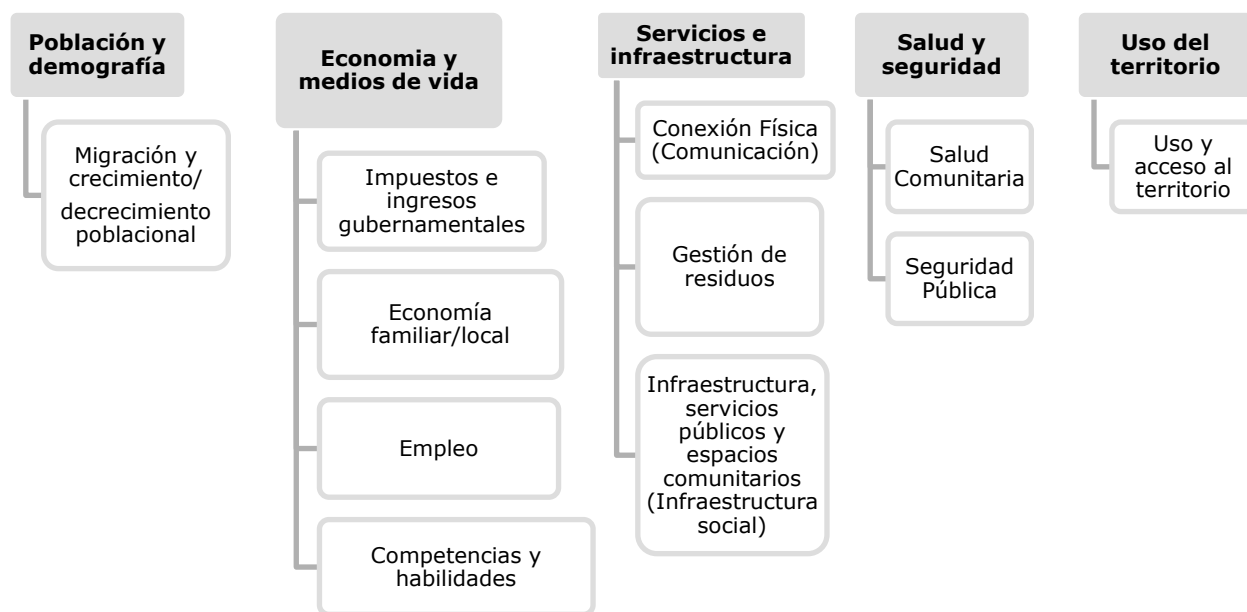 Población y
demografía
Migración y
crecimiento/
decrecimiento
poblacional
Economia y
medios de vida
Impuestos e
ingresos
gubernamentales
Economía
familiar/local
Empleo
Competencias y
habilidades
Servicios e
infraestructura
Conexión Física
(Comunicación)
Gestión de
residuos
Infraestructura,
servicios
públicos y
espacios
comunitarios
(Infraestructura
social)
Salud y
seguridad
Salud
Comunitaria
Seguridad
Pública
Uso del
territorio
Uso y
acceso al
territorio